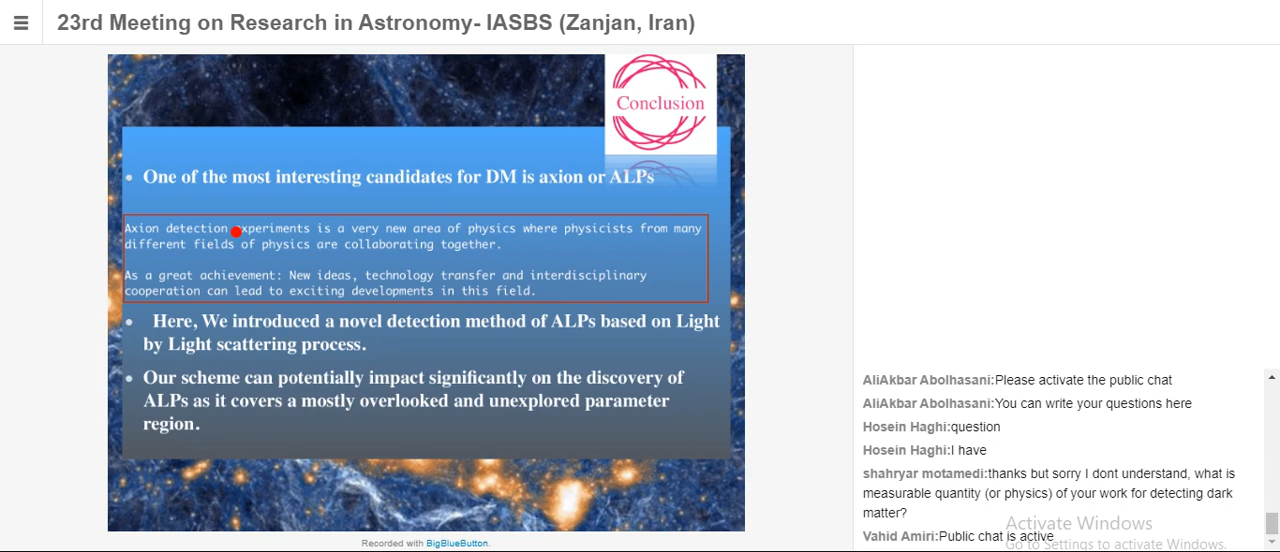 23rd Meeting on Research in Astronomy- IASBS (Zanjan, Iran)
Conclusion
One of the most interesting candidates for DM is axion or ALPs
Axion detection experiments is a very new area of physics where physicists from many
different fields of physics are collaborating together.
As a great achievement: New ideas, technology transfer and interdisciplinary
cooperation can lead to exciting developments in this field.
Here, We introduced a novel detection method of ALPs based on Light
by Light scattering process.
Our scheme can potentially impact significantly on the discovery of
ALPs as it covers a mostly overlooked and unexplored parameter
region.
Recorded with BigBlueButton.
AliAkbar Abolhasani:Please activate the public chat
AliAkbar Abolhasani:You can write your questions here
Hosein Haghi:question
Hosein Haghi:I have
shahryar motamedi:thanks but sorry I dont understand, what is
measurable quantity (or physics) of your work for detecting dark
matter?
Vahid Amiri:Public chat is active
Activate Windows
Go to Settings to activate Windows.